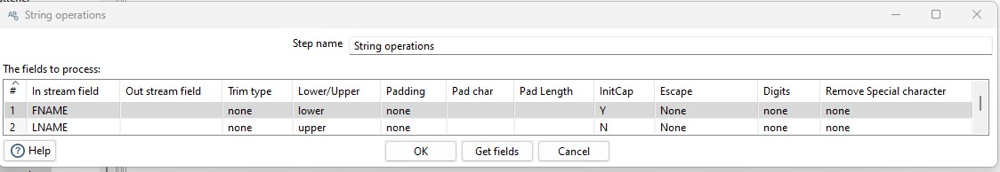 String operations
Step name String operations
The fields to process:
# In stream field Out stream field Trim type Lower/Upper Padding Pad char Pad Length InitCap Escape Digits Remove Special character
1 FNAME none lower none Y None none none
2 LNAME none upper none N None none none
Help OK Get fields Cancel